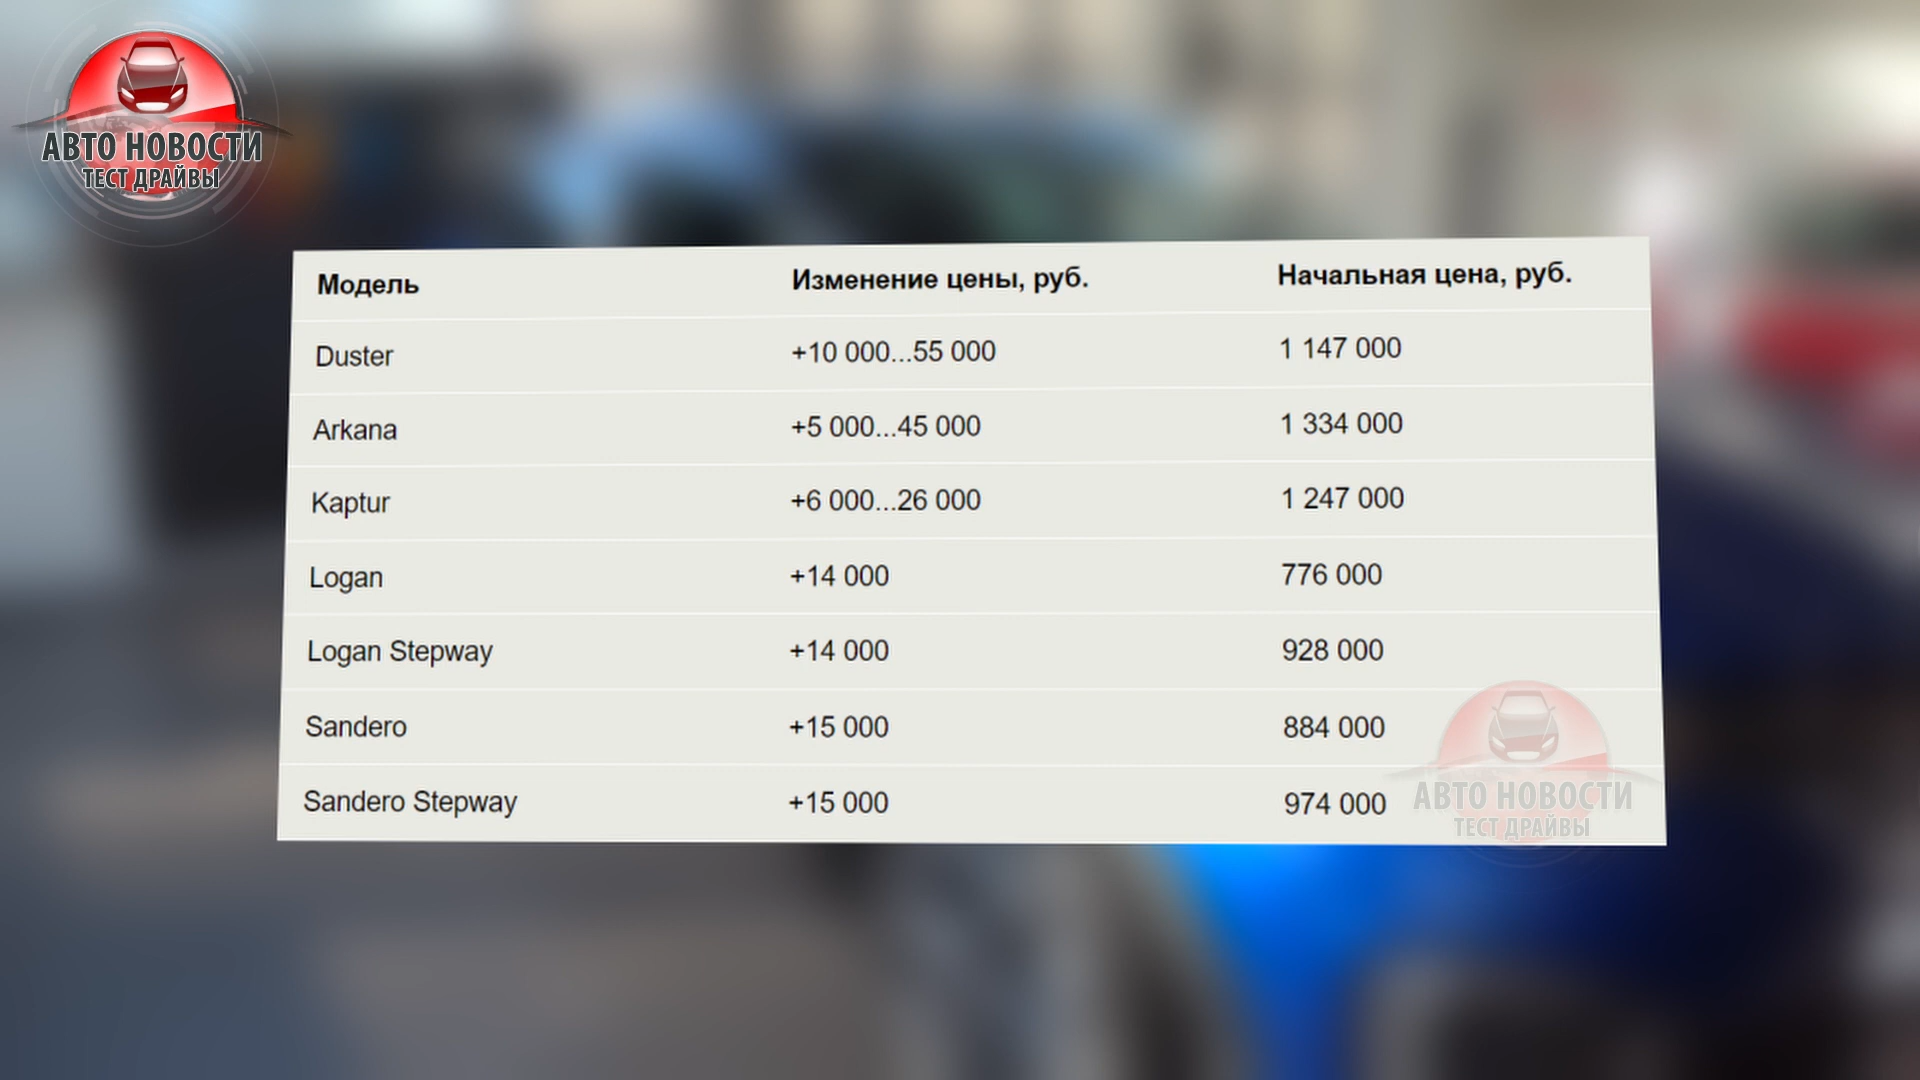 АВТО НОВОСТИ
ТЕСТ ДРАЙВЫ
Модель Изменение цены, руб. Начальная цена, руб.
Duster +10 000...55 000 1 147 000
Arkana +5 000...45 000 1 334 000
Kaptur +6 000...26 000 1 247 000
Logan +14 000 776 000
Logan Stepway +14 000 928 000
Sandero +15 000 884 000
Sandero Stepway +15 000 974 000
АВТО НОВОСТИ
ТЕСТ ДРАЙВЫ